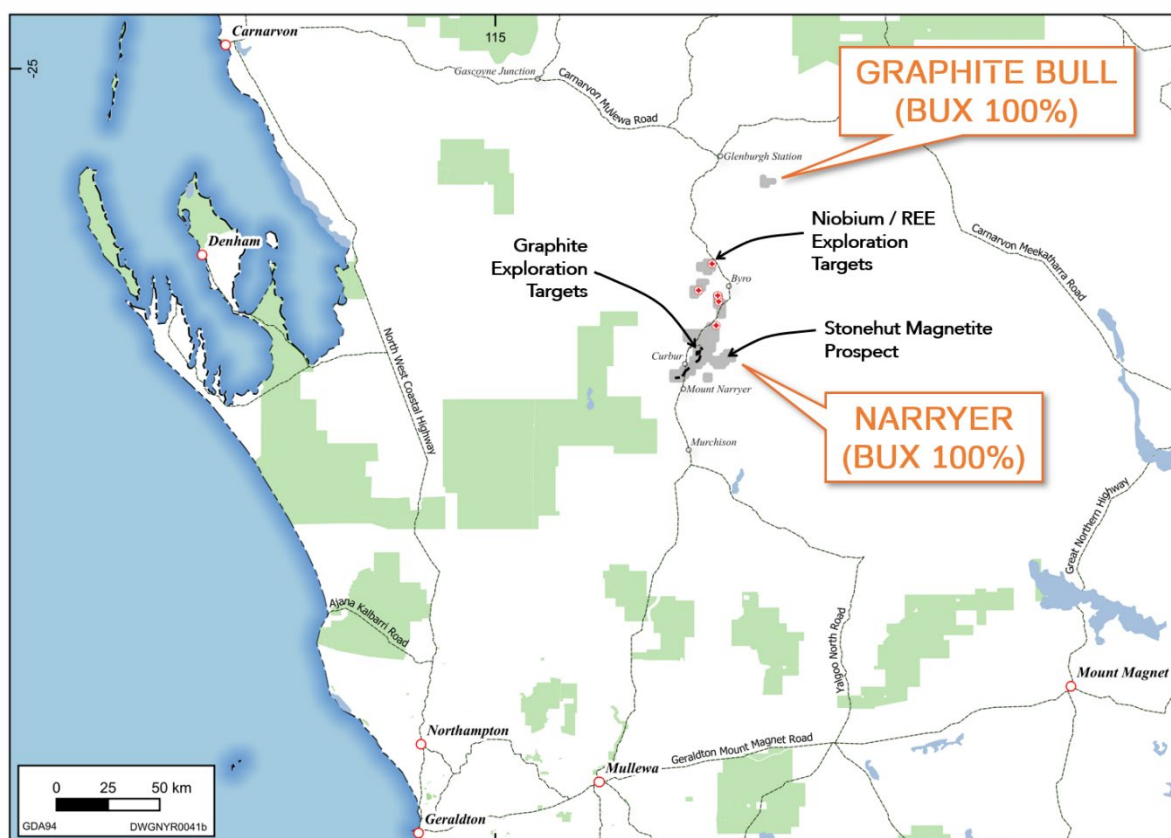 Carnarvon
115
-25
Gascoyne Junction
Carnarvon Mullewa Road
GRAPHITE BULL
(BUX 100%)
Glenburgh Station
Denham
Graphite
Exploration
Targets
Niobium / REE
Exploration
Targets
Byro
Carnarvon Meekatharra Road
North West Coastal Highway
Stonehut Magnetite
Prospect
Curbur
Mount Narryer
NARRYER
(BUX 100%)
Murchison
Great Northern Highway
Ajana Kalbarri Road
Yalgoo North Road
Mount Magnet
Northampton
Geraldton Mount Magnet Road
Mullewa
0 25 50 km
GDA94 DWGNYR0041b
Geraldton